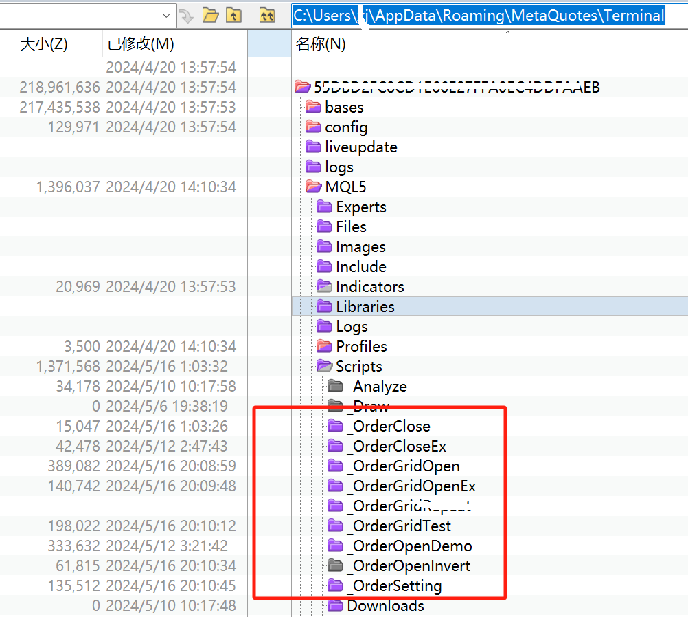 C:\Users\ j\AppData\Roaming\MetaQuotes\Terminal
大小(Z) 已修改(M) 名称(N)
2024/4/20 13:57:54
218,961,636 2024/4/20 13:57:54
217,435,538 2024/4/20 13:57:53 bases
129,971 2024/4/20 13:57:54 config
liveupdate
logs
1,396,037 2024/4/20 14:10:34 MQL5
Experts
Files
Images
Include
20,969 2024/4/20 13:57:53 Indicators
Libraries
Logs
3,500 2024/4/20 14:10:34 Profiles
1,371,568 2024/5/16 1:03:32 Scripts
34,178 2024/5/10 10:17:58 _Analyze
0 2024/5/6 19:38:19 _Draw
15,047 2024/5/16 1:03:26 _OrderClose
42,478 2024/5/12 2:47:43 _OrderCloseEx
389,082 2024/5/16 20:08:59 _OrderGridOpen
140,742 2024/5/16 20:09:48 _OrderGridOpenEx
198,022 2024/5/16 20:10:12 _OrderGridTest
333,632 2024/5/12 3:21:42 _OrderOpenDemo
61,815 2024/5/16 20:10:34 _OrderOpenInvert
135,512 2024/5/16 20:10:45 _OrderSetting
0 2024/5/10 10:17:48 Downloads